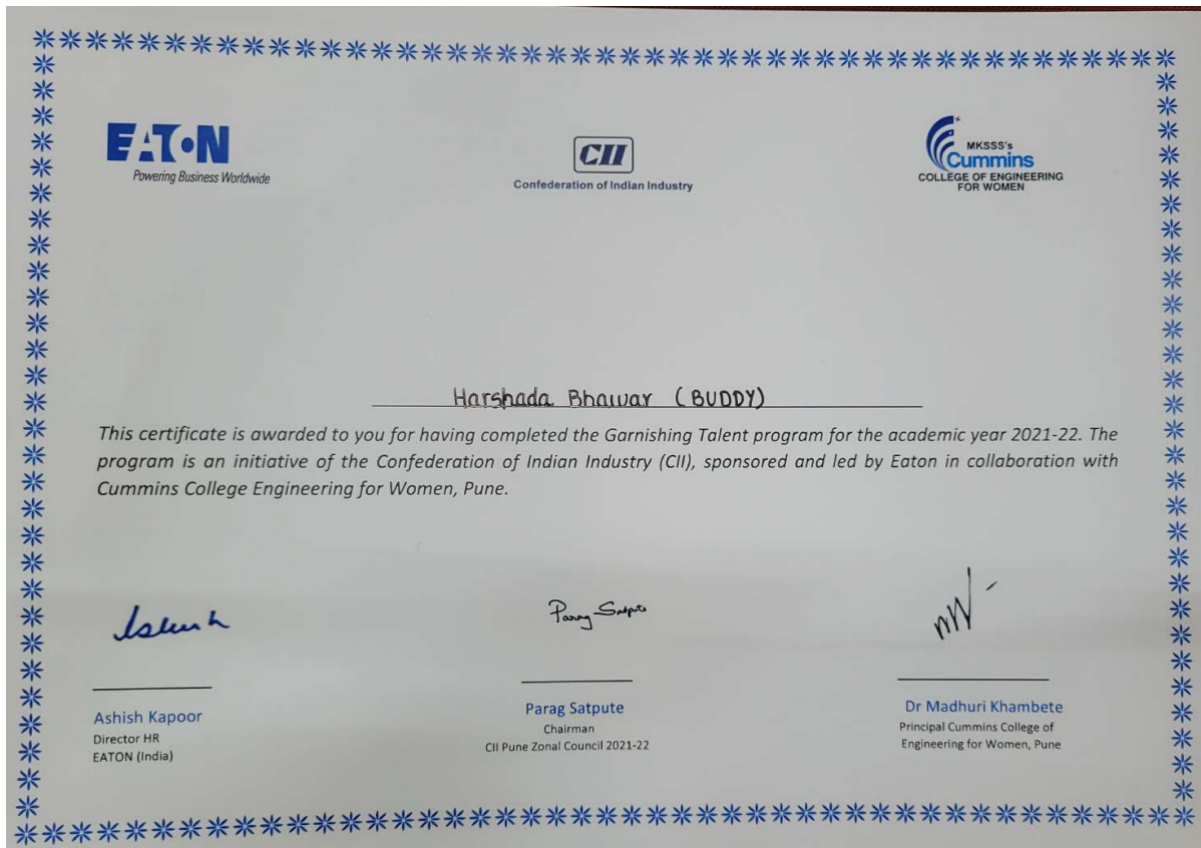 EATON
Powering Business Worldwide
CII
Confederation of Indian Industry
MKSSS's
Cummins
COLLEGE OF ENGINEERING
FOR WOMEN
Harshada Bhawar (BUDDY)
This certificate is awarded to you for having completed the Garnishing Talent program for the academic year 2021-22. The
program is an initiative of the Confederation of Indian Industry (CII), sponsored and led by Eaton in collaboration with
Cummins College Engineering for Women, Pune.
Parag Satpute
Ashish Kapoor
Director HR
EATON (India)
Parag Satpute
Chairman
CII Pune Zonal Council 2021-22
Dr Madhuri Khambete
Principal Cummins College of
Engineering for Women, Pune